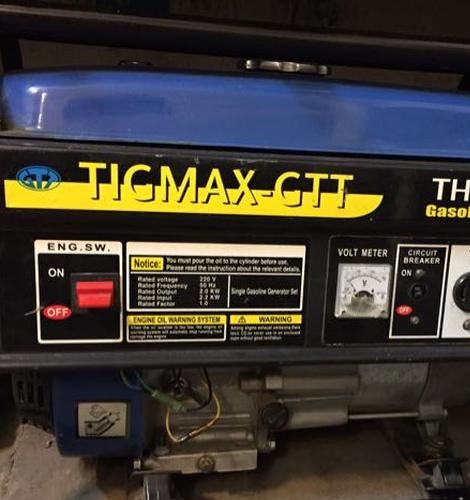 GTT TIGMAX-GTT
TH
Gasoli
ENG.SW.
ON
OFF
Notice: You must pour the oil to the cylinder before use.
Please read the instruction about the relevant details.
Rated voltage 220 V
Rated Frequency 50 Hz
Rated Output 2.0 KW
Rated Input 2.2 KW
Rated Factor 1.0
Single Gasoline Generator Set
ENGINE OIL WARNING SYSTEM
WARNING
VOLT METER
V
CIRCUIT
BREAKER
ON
OFF